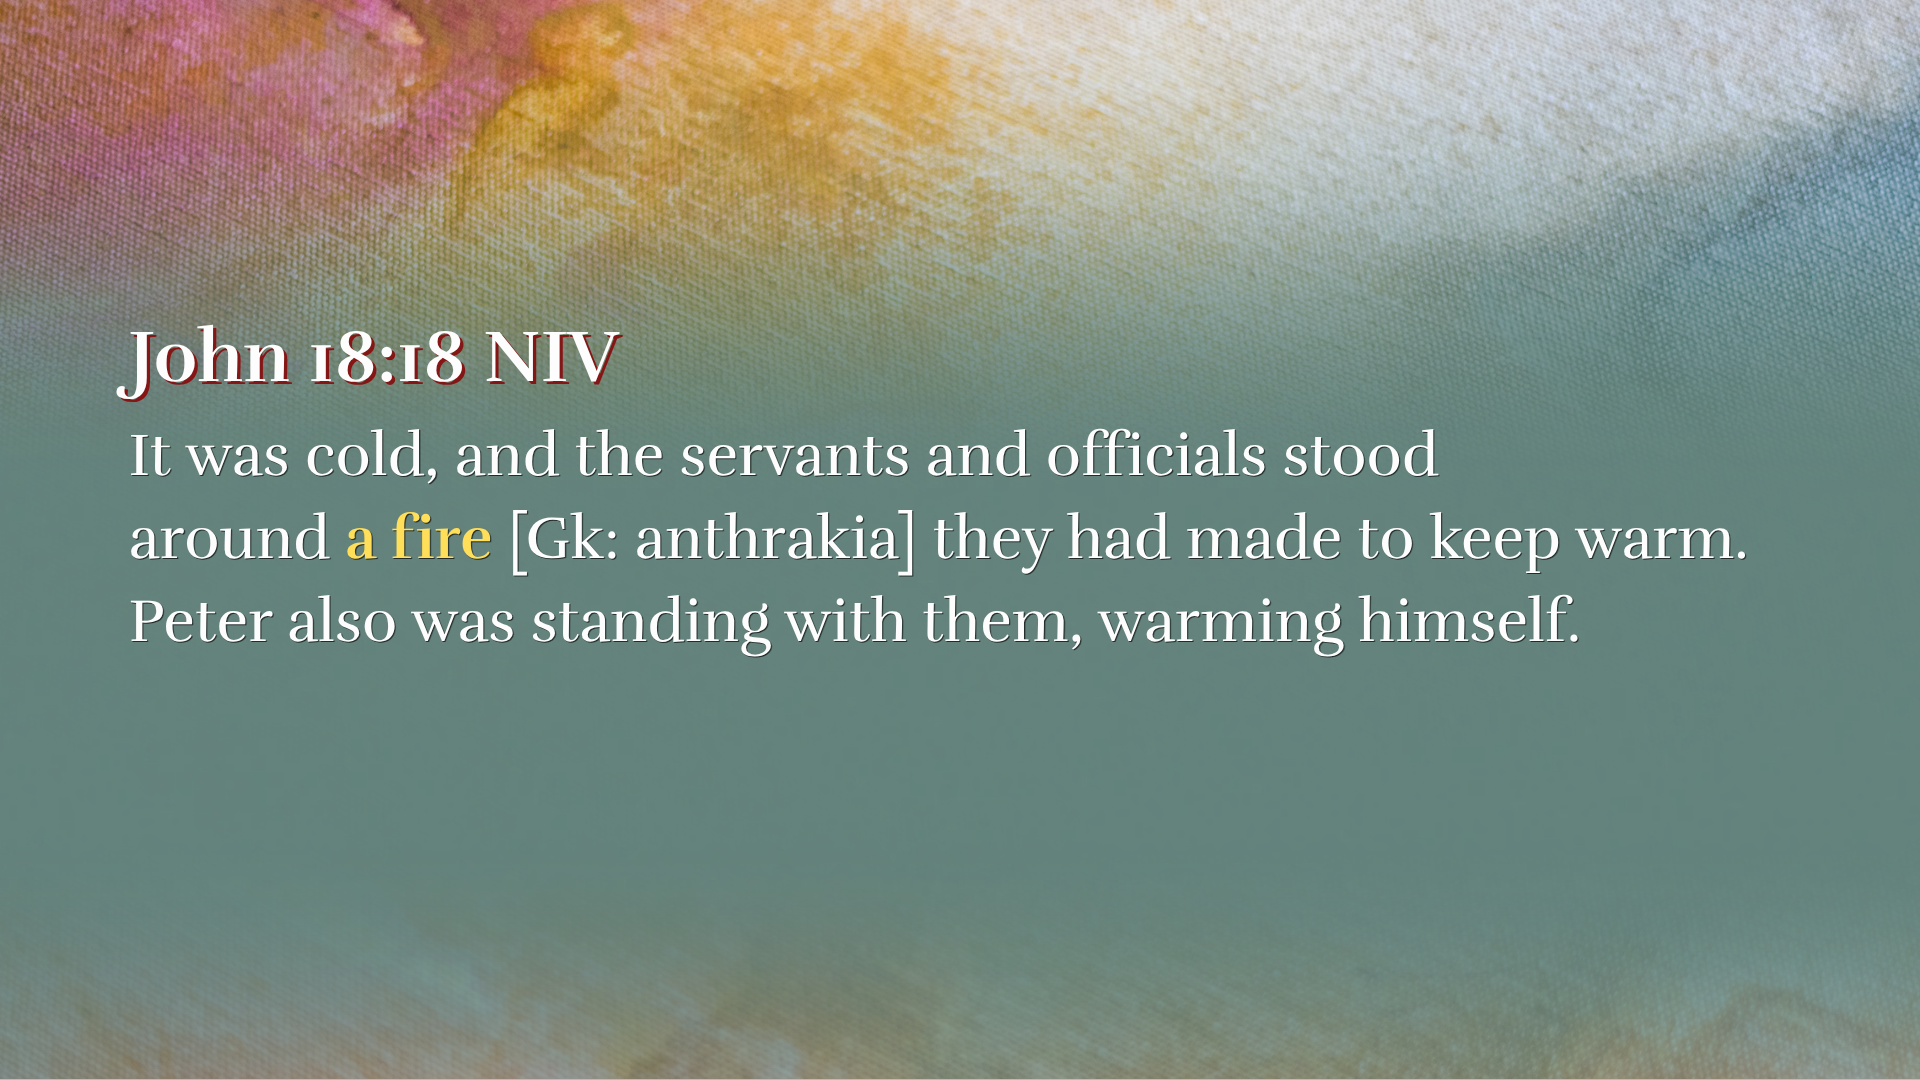 John 18:18 NIV
It was cold, and the servants and officials stood
around a fire [Gk: anthrakia] they had made to keep warm.
Peter also was standing with them, warming himself.